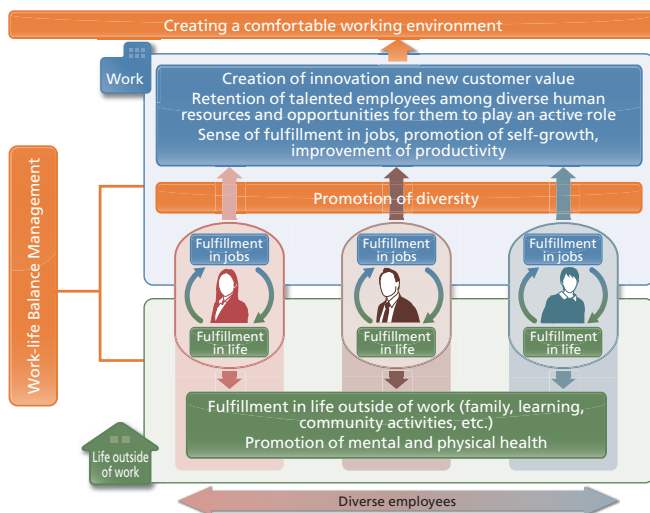 Creating a comfortable working environment
Work
Creation of innovation and new customer value
Retention of talented employees among diverse human
resources and opportunities for them to play an active role
Sense of fulfillment in jobs, promotion of self-growth,
improvement of productivity
Work-life Balance Management
Promotion of diversity
Fulfillment
in jobs
Fulfillment
in jobs
Fulfillment
in jobs
Fulfillment
in life
Fulfillment
in life
Fulfillment
in life
Fulfillment in life outside of work (family, learning,
community activities, etc.)
Promotion of mental and physical health
Life outside
of work
Diverse employees